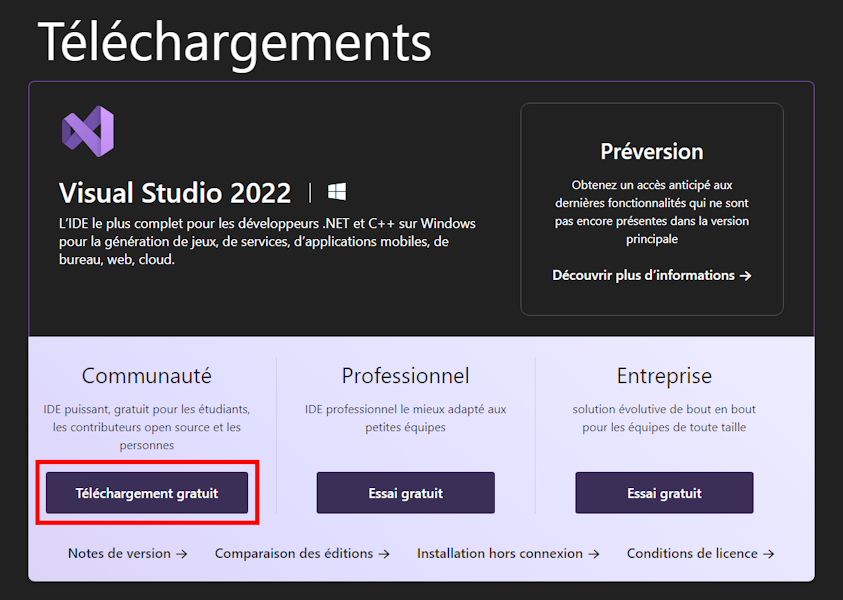 Téléchargements
Visual Studio 2022
L’IDE le plus complet pour les développeurs .NET et C++ sur Windows
pour la génération de jeux, de services, d’applications mobiles, de
bureau, web, cloud.
Préversion
Obtenez un accès anticipé aux
dernières fonctionnalités qui ne sont
pas encore présentes dans la version
principale
Découvrir plus d’informations →
Communauté
IDE puissant, gratuit pour les étudiants,
les contributeurs open source et les
personnes
Téléchargement gratuit
Professionnel
IDE professionnel le mieux adapté aux
petites équipes
Essai gratuit
Entreprise
solution évolutive de bout en bout
pour les équipes de toute taille
Essai gratuit
Notes de version →
Comparaison des éditions →
Installation hors connexion →
Conditions de licence →